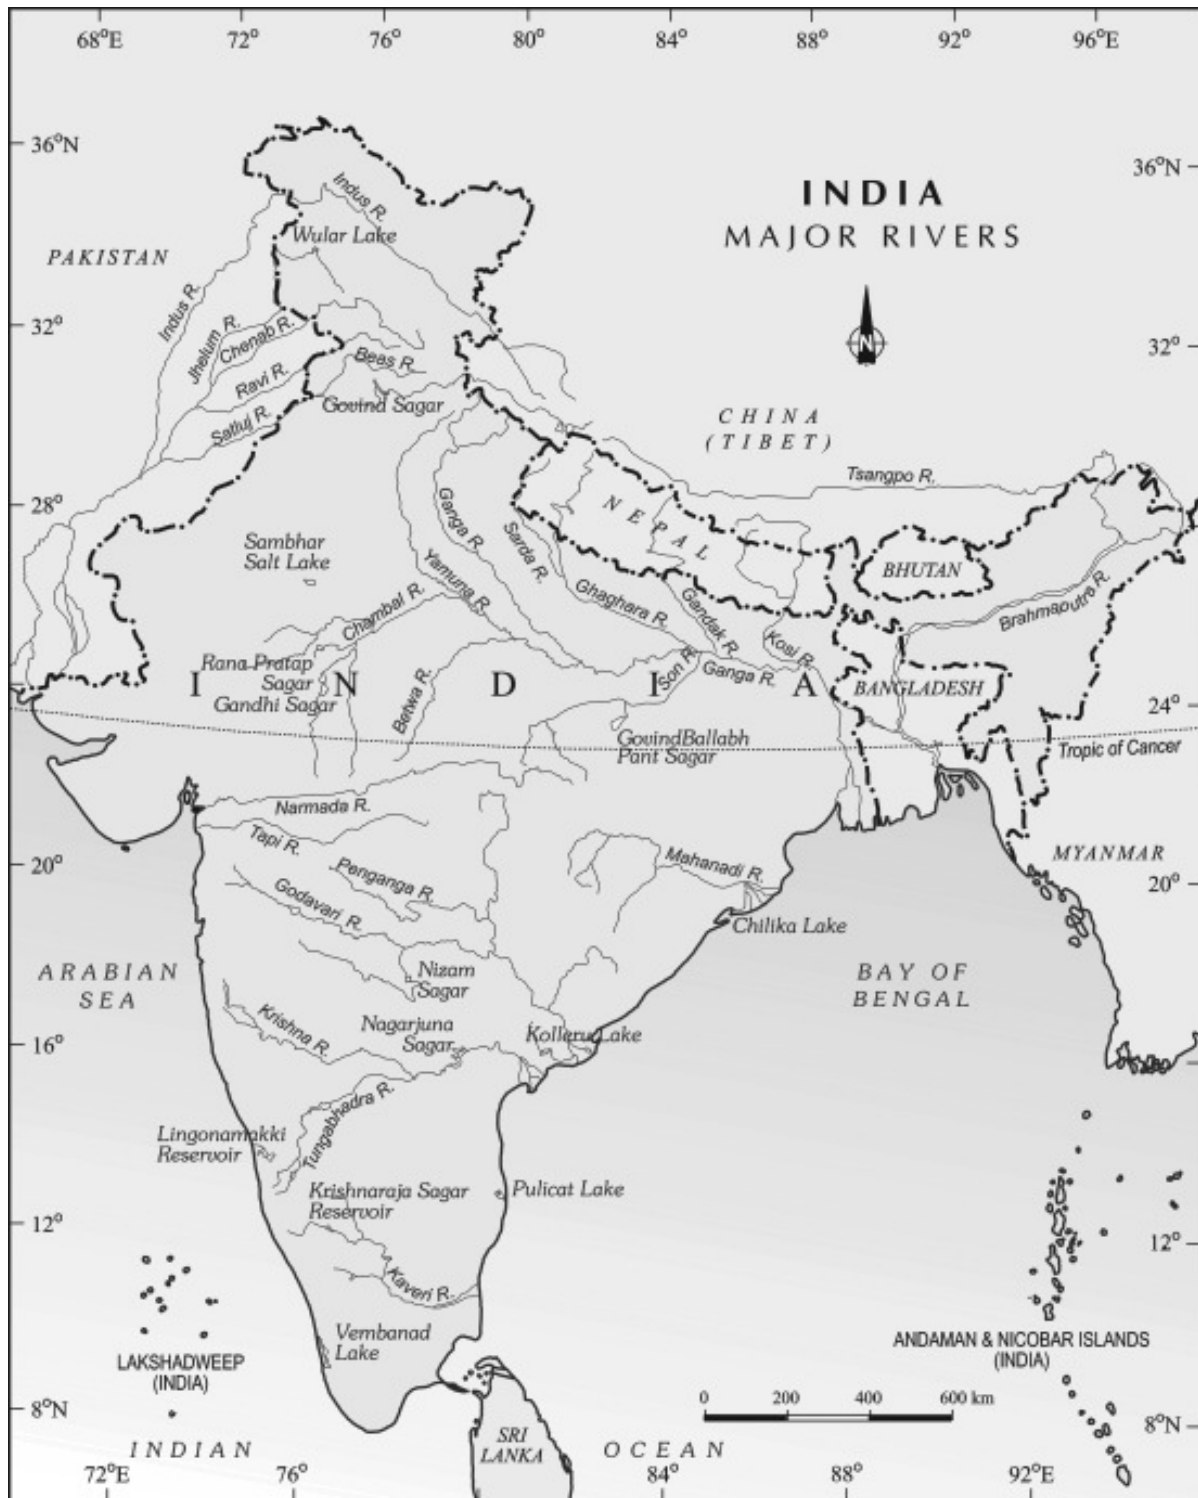 68°E 72° 76° 80° 84° 88° 92° 96°E
36°N
36°N
INDIA
MAJOR RIVERS
Indus R.
Wular Lake
PAKISTAN
Indus R.
N
32°
32°
Jhelum R.
Chenab R.
Beas R.
Ravi R.
Govind Sagar
Satluj R.
CHINA
(TIBET)
Tsangpo R.
28°
28°
NEPAL
Ganga R.
Sarda R.
Sambhar
Salt Lake
Yamuna R.
BHUTAN
Ghaghara R.
Gandak R.
Brahmaputra R.
Chambal R.
Kosi R.
Rana Pratap
Sagar
Gandhi Sagar
Son R.
Ganga R.
INDIA
BANGLADESH
Betwa R.
24°
GovindBallabh
Pant Sagar
Tropic of Cancer
Narmada R.
Tapi R.
Mahanadi R.
MYANMAR
20°
20°
Penganga R.
Godavari R.
Chilika Lake
ARABIAN
SEA
Nizam
Sagar
BAY OF
BENGAL
Krishna R.
Nagarjuna
Sagar
Kolleru Lake
16°
Tungabhadra R.
Lingonamakki
Reservoir
Krishnaraja Sagar
Reservoir
Pulicat Lake
12°
12°
Kaveri R.
Vembanad
Lake
LAKSHADWEEP
(INDIA)
ANDAMAN & NICOBAR ISLANDS
(INDIA)
0 200 400 600 km
8°N
8°N
SRI
LANKA
INDIAN OCEAN
72°E 76° 84° 88° 92°E